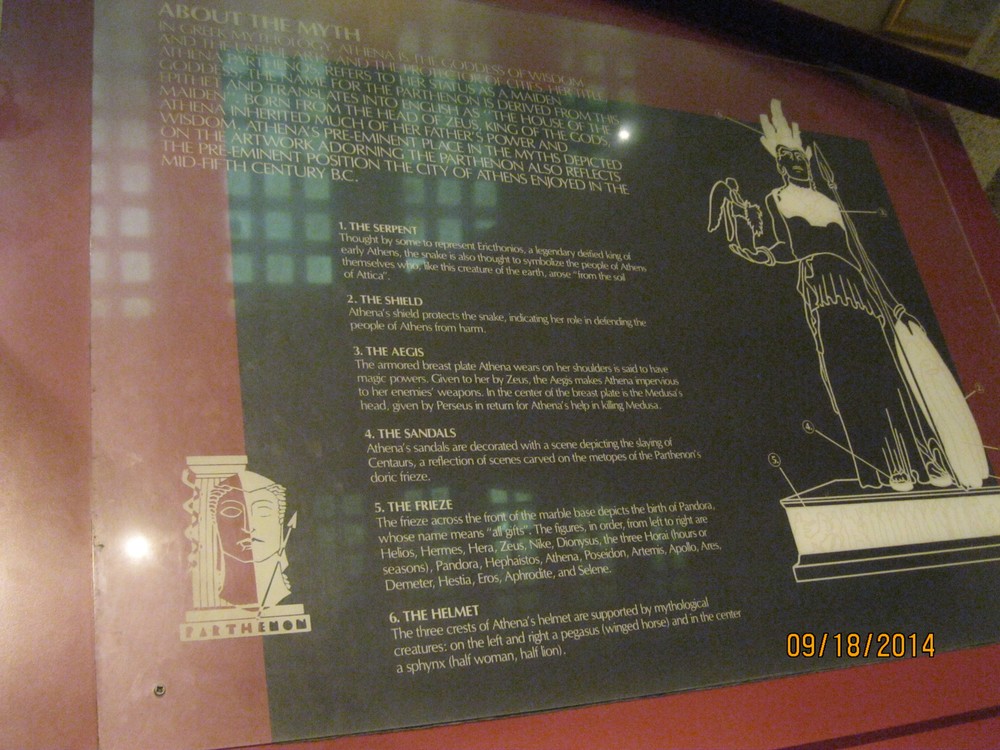 ABOUT THE MYTH
IN GREEK MYTHOLOGY, ATHENA IS THE GODDESS OF WISDOM
AND THE USEFUL ARTS AND THE PROTECTOR OF CITIES. HER TITLE
ATHENA PARTHENOS, REFERS TO HER STATUS AS A MAIDEN
GODDESS. THE NAME FOR THE PARTHENON IS DERIVED FROM THIS
EPITHET AND TRANSLATES INTO ENGLISH AS "THE HOUSE OF THE
MAIDEN". BORN FROM THE HEAD OF ZEUS, KING OF THE GODS,
ATHENA INHERITED MUCH OF HER FATHER'S POWER AND
WISDOM. ATHENA'S PRE-EMINENT PLACE IN THE MYTHS DEPICTED
ON THE ARTWORK ADORNING THE PARTHENON ALSO REFLECTS
THE PRE-EMINENT POSITION THE CITY OF ATHENS ENJOYED IN THE
MID-FIFTH CENTURY B.C.
1. THE SERPENT
Thought by some to represent Ericthonios, a legendary deified king of
early Athens, the snake is also thought to symbolize the people of Athens
themselves who, like this creature of the earth, arose "from the soil
of Attica".
2. THE SHIELD
Athena's shield protects the snake, indicating her role in defending the
people of Athens from harm.
3. THE AEGIS
The armored breast plate Athena wears on her shoulders is said to have
magic powers. Given to her by Zeus, the Aegis makes Athena impervious
to her enemies' weapons. In the center of the breast plate is the Medusa's
head, given by Perseus in return for Athena's help in killing Medusa.
4. THE SANDALS
Athena's sandals are decorated with a scene depicting the slaying of
Centaurs, a reflection of scenes carved on the metopes of the Parthenon's
doric frieze.
5. THE FRIEZE
The frieze across the front of the marble base depicts the birth of Pandora,
whose name means "all gifts". The figures, in order, from left to right are
Helios, Hermes, Hera, Zeus, Nike, Dionysus, the three Horai (hours or
seasons), Pandora, Hephaistos, Athena, Poseidon, Artemis, Apollo, Ares,
Demeter, Hestia, Eros, Aphrodite, and Selene.
6. THE HELMET
The three crests of Athena's helmet are supported by mythological
creatures: on the left and right a pegasus (winged horse) and in the center
a sphynx (half woman, half lion).
4.
5.
PARTHENON
09/18/2014